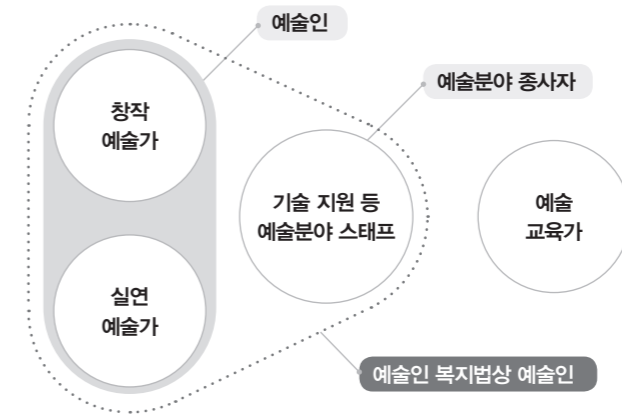 예술인
예술분야 종사자
창작
예술가
기술 지원 등
예술분야 스태프
예술
교육가
실연
예술가
예술인 복지법상 예술인